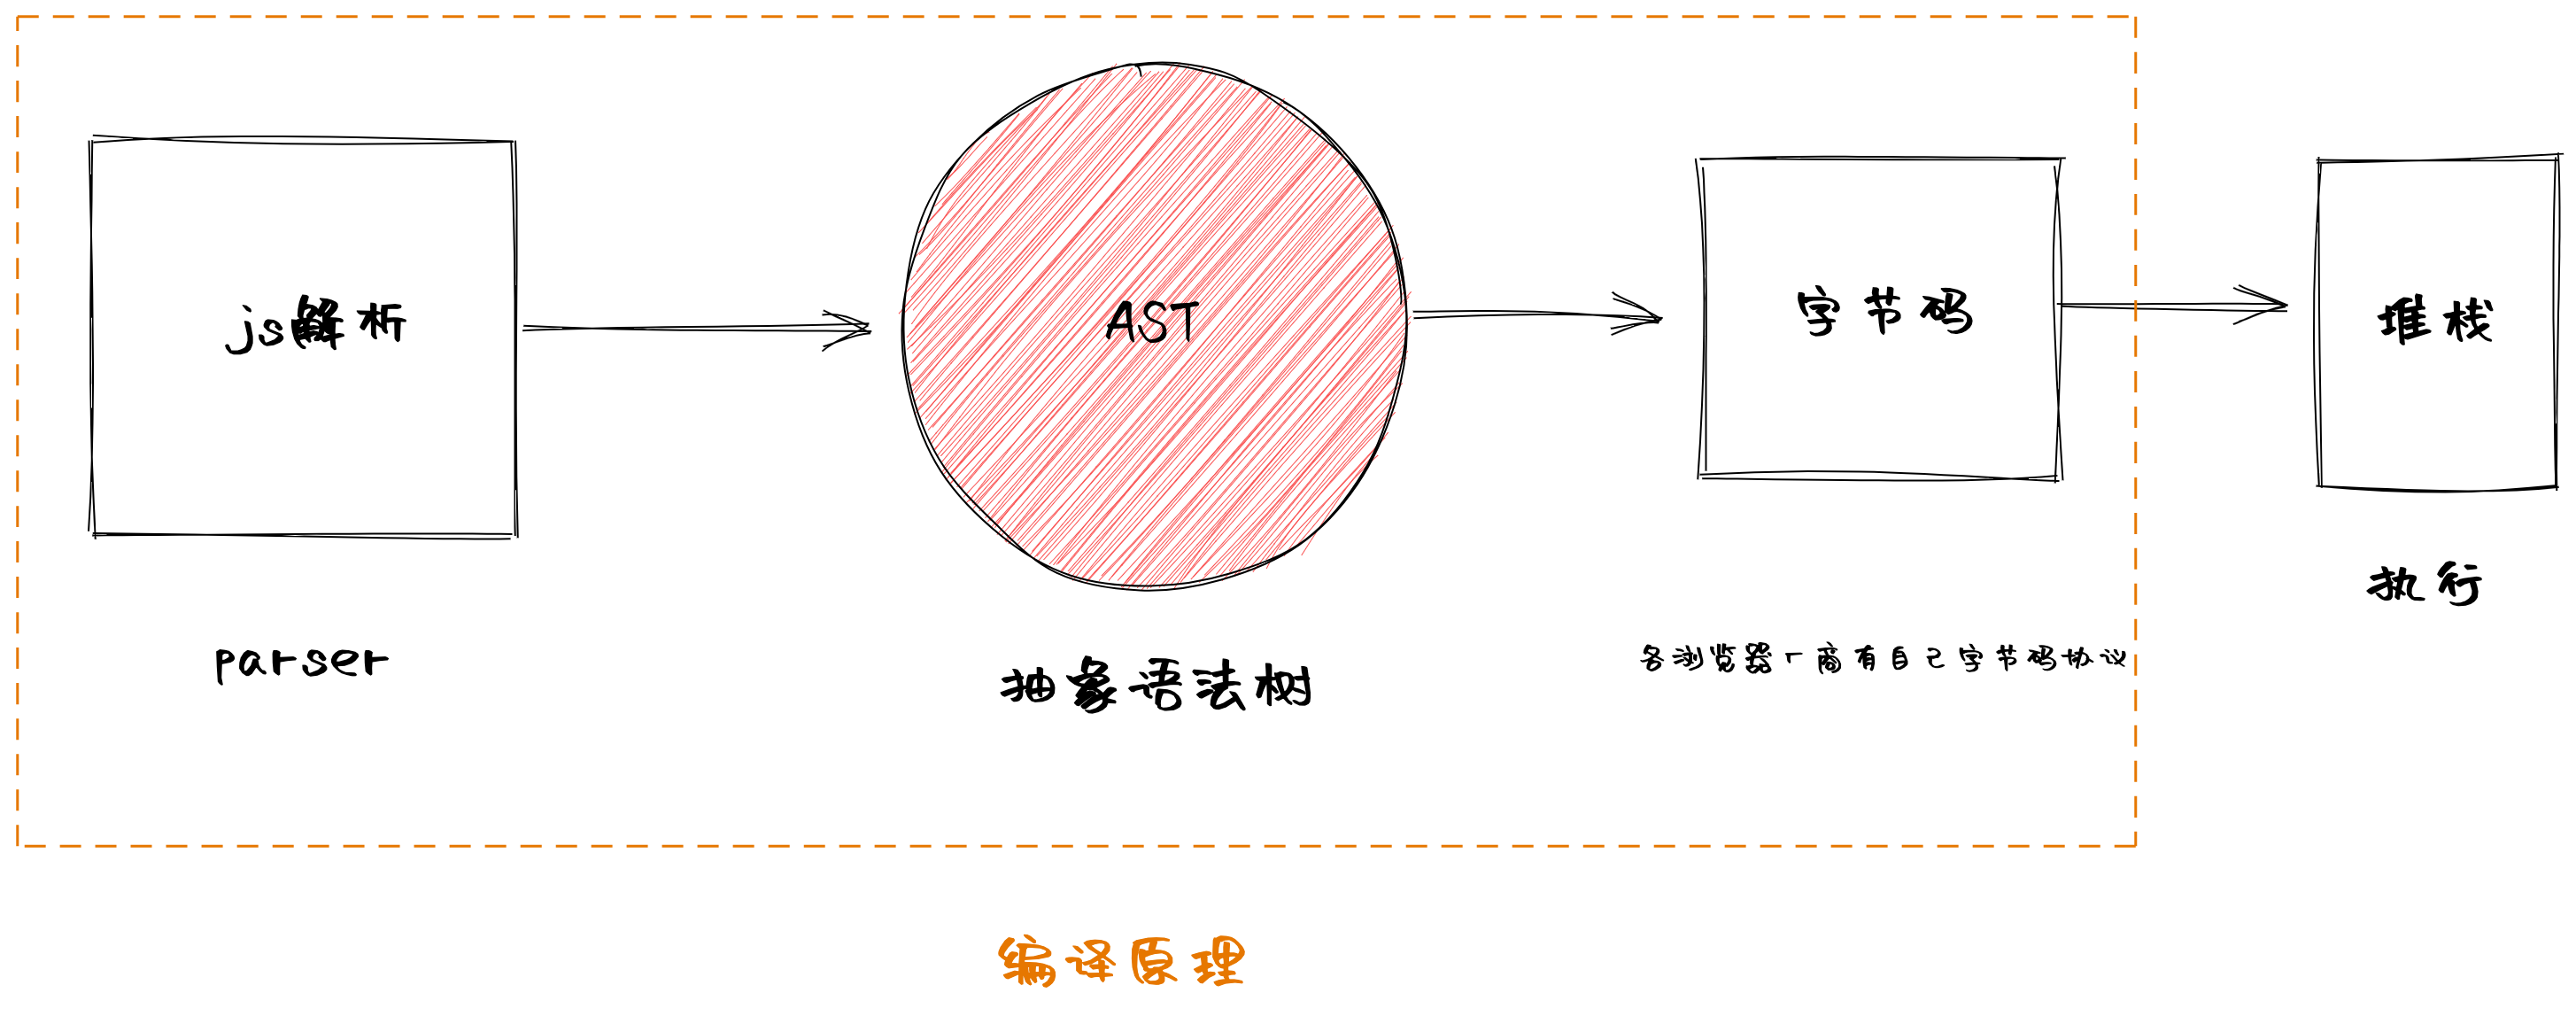 js解析
AST
字节码
堆栈
执行
parser
抽象语法树
各浏览器厂商有自己字节码协议
编译原理